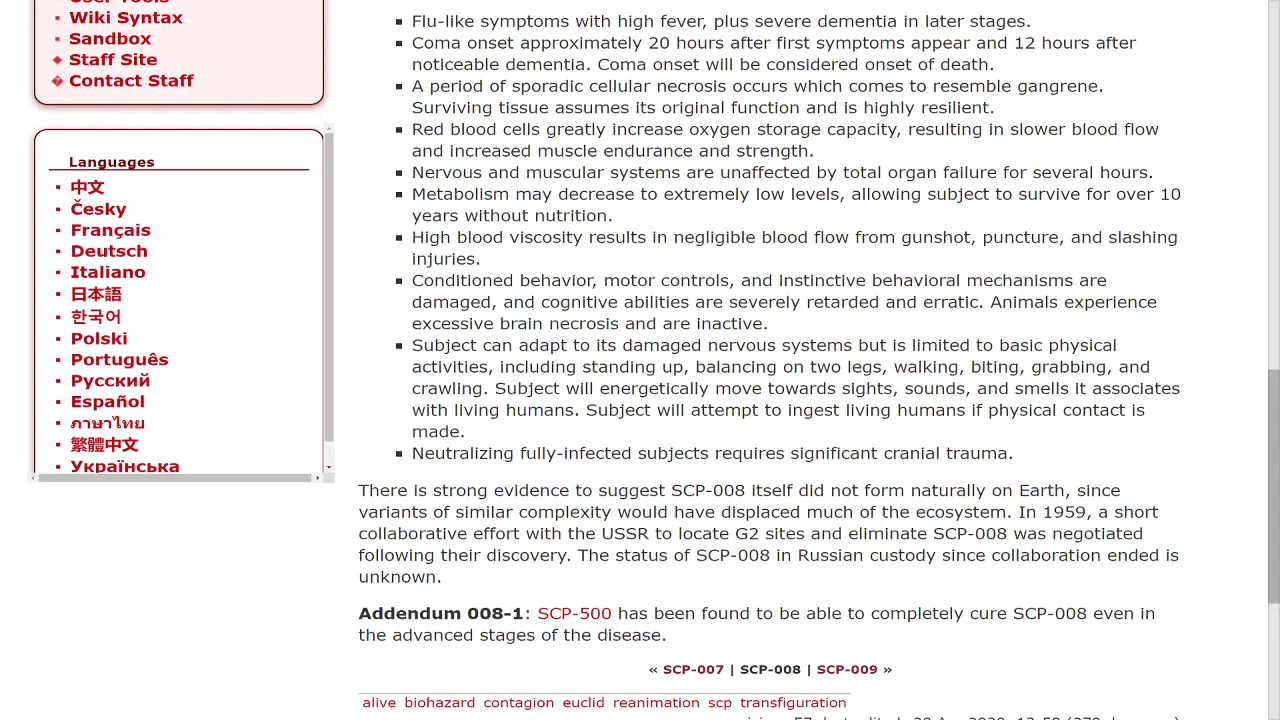 Wiki Syntax
Sandbox
Staff Site
Contact Staff
Languages
中文
Česky
Français
Deutsch
Italiano
日本語
한국어
Polski
Português
Русский
Español
ภาษาไทย
繁體中文
Українська
Flu-like symptoms with high fever, plus severe dementia in later stages.
Coma onset approximately 20 hours after first symptoms appear and 12 hours after
noticeable dementia. Coma onset will be considered onset of death.
A period of sporadic cellular necrosis occurs which comes to resemble gangrene.
Surviving tissue assumes its original function and is highly resilient.
Red blood cells greatly increase oxygen storage capacity, resulting in slower blood flow
and increased muscle endurance and strength.
Nervous and muscular systems are unaffected by total organ failure for several hours.
Metabolism may decrease to extremely low levels, allowing subject to survive for over 10
years without nutrition.
High blood viscosity results in negligible blood flow from gunshot, puncture, and slashing
injuries.
Conditioned behavior, motor controls, and instinctive behavioral mechanisms are
damaged, and cognitive abilities are severely retarded and erratic. Animals experience
excessive brain necrosis and are inactive.
Subject can adapt to its damaged nervous systems but is limited to basic physical
activities, including standing up, balancing on two legs, walking, biting, grabbing, and
crawling. Subject will energetically move towards sights, sounds, and smells it associates
with living humans. Subject will attempt to ingest living humans if physical contact is
made.
Neutralizing fully-infected subjects requires significant cranial trauma.
There is strong evidence to suggest SCP-008 itself did not form naturally on Earth, since
variants of similar complexity would have displaced much of the ecosystem. In 1959, a short
collaborative effort with the USSR to locate G2 sites and eliminate SCP-008 was negotiated
following their discovery. The status of SCP-008 in Russian custody since collaboration ended is
unknown.
Addendum 008-1: SCP-500 has been found to be able to completely cure SCP-008 even in
the advanced stages of the disease.
« SCP-007 | SCP-008 | SCP-009 »
alive biohazard contagion euclid reanimation scp transfiguration